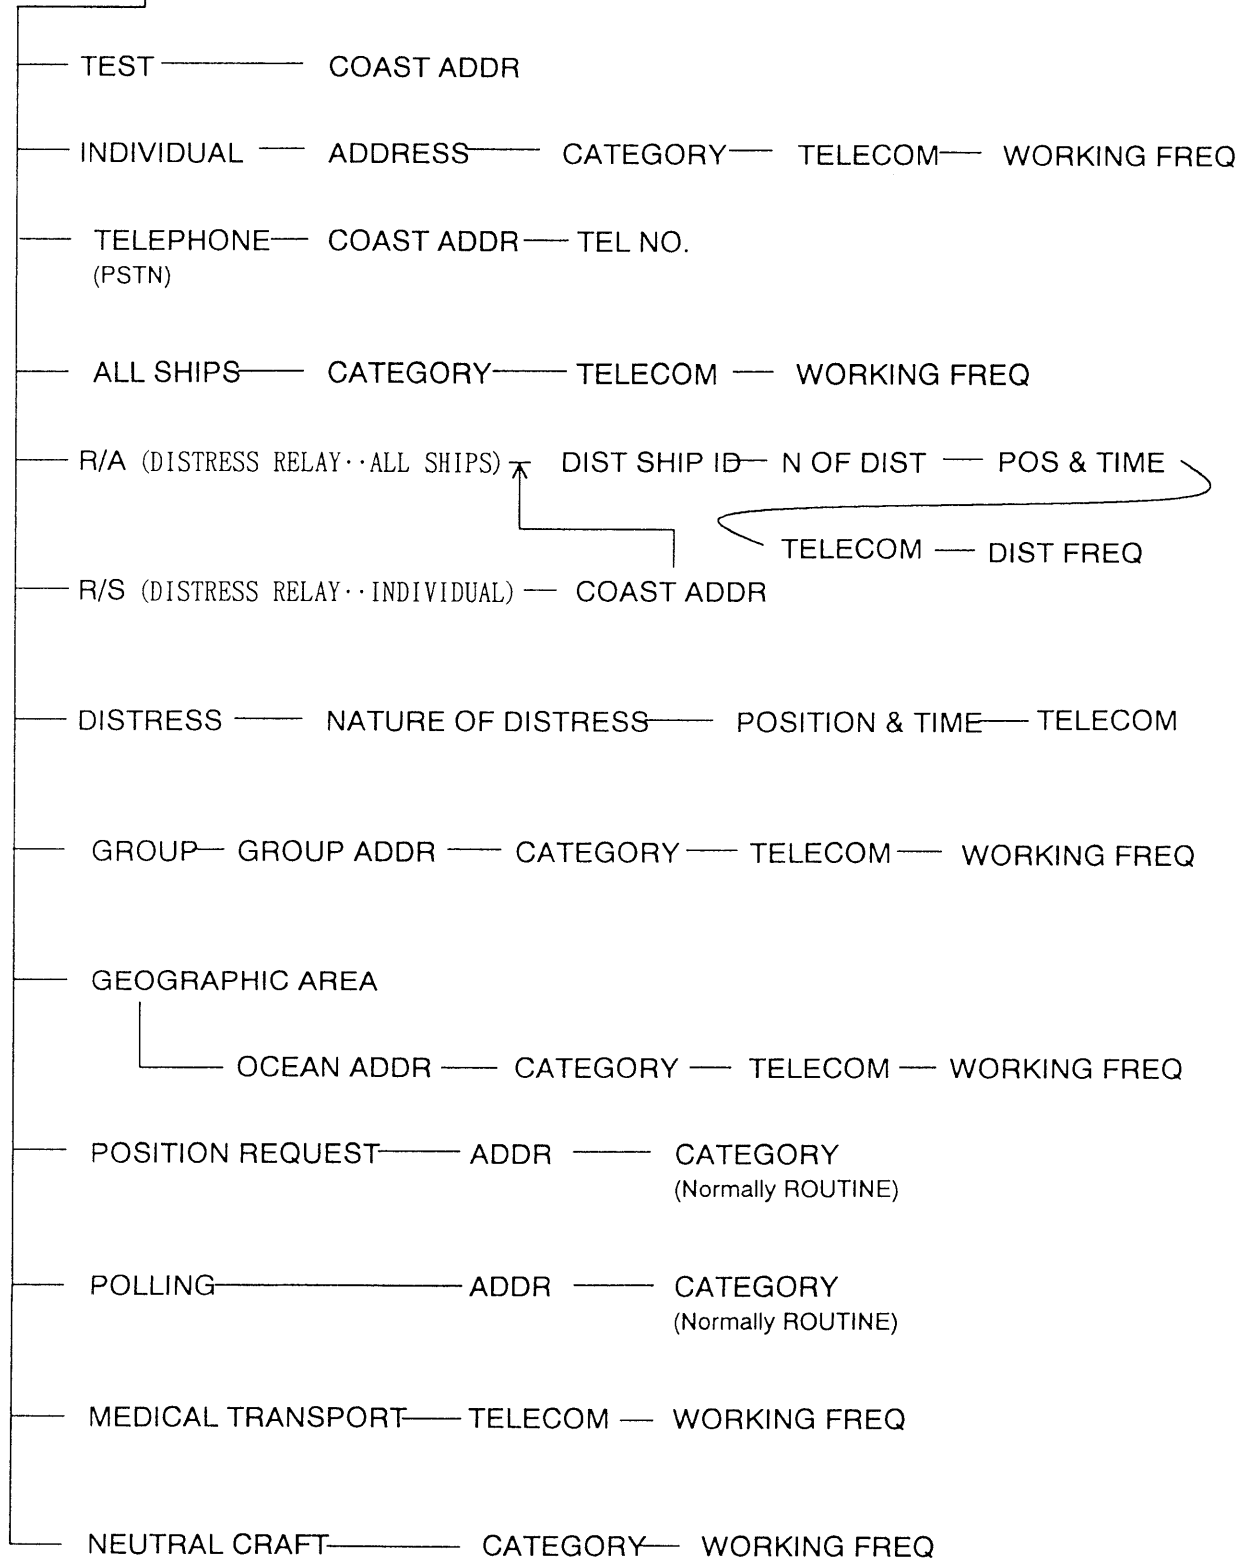 TEST COAST ADDR
INDIVIDUAL ADDRESS CATEGORY TELECOM WORKING FREQ
TELEPHONE COAST ADDR TEL NO.
(PSTN)
ALL SHIPS CATEGORY TELECOM WORKING FREQ
R/A (DISTRESS RELAY··ALL SHIPS) DIST SHIP ID N OF DIST POS & TIME
TELECOM DIST FREQ
R/S (DISTRESS RELAY··INDIVIDUAL) COAST ADDR
DISTRESS NATURE OF DISTRESS POSITION & TIME TELECOM
GROUP GROUP ADDR CATEGORY TELECOM WORKING FREQ
GEOGRAPHIC AREA
OCEAN ADDR CATEGORY TELECOM WORKING FREQ
POSITION REQUEST ADDR CATEGORY
(Normally ROUTINE)
POLLING ADDR CATEGORY
(Normally ROUTINE)
MEDICAL TRANSPORT TELECOM WORKING FREQ
NEUTRAL CRAFT CATEGORY WORKING FREQ